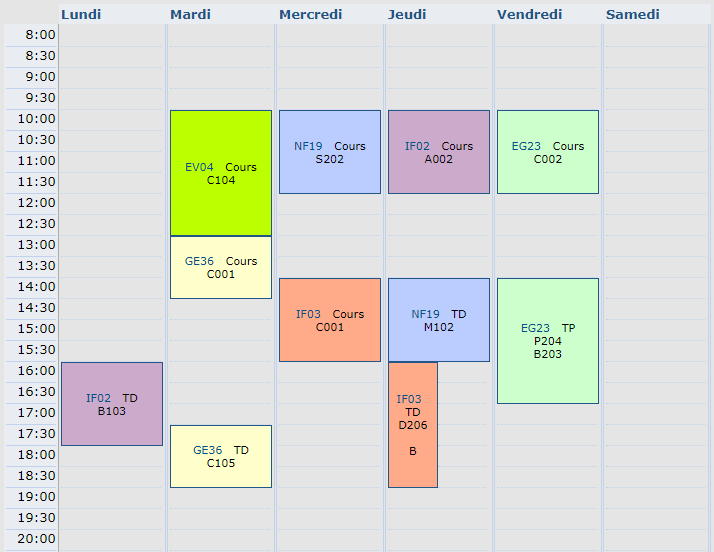 Lundi Mardi Mercredi Jeudi Vendredi Samedi
8:00
8:30
9:00
9:30
10:00
10:30
11:00
11:30
12:00
12:30
13:00
13:30
14:00
14:30
15:00
15:30
16:00
16:30
17:00
17:30
18:00
18:30
19:00
19:30
20:00
IF02 TD
B103
EV04 Cours
C104
GE36 Cours
C001
GE36 TD
C105
NF19 Cours
S202
IF03 Cours
C001
IF02 Cours
A002
NF19 TD
M102
IF03
TD
D206
B
EG23 Cours
C002
EG23 TP
P204
B203